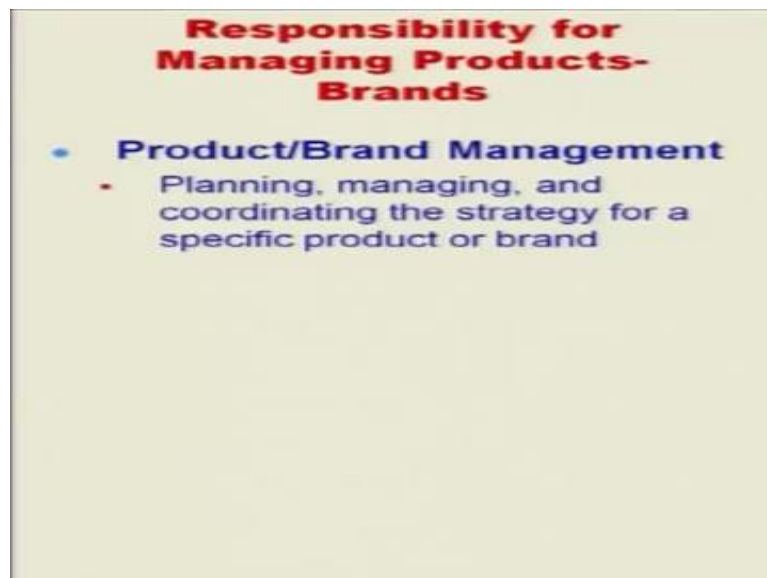 Responsibility for
Managing Products-
Brands
• Product/Brand Management
• Planning, managing, and
coordinating the strategy for a
specific product or brand